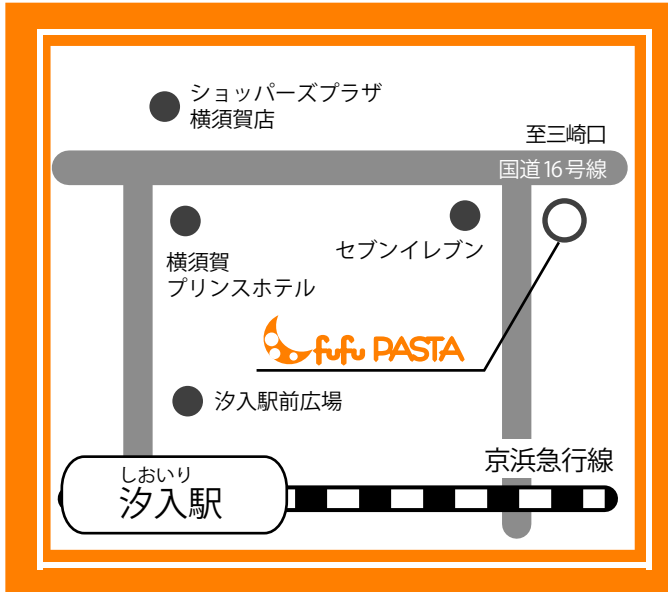 ショッパーズプラザ
横須賀店
至三崎口
国道16号線
横須賀
プリンスホテル
セブンイレブン
fufu PASTA
汐入駅前広場
京浜急行線
しおいり
汐入駅